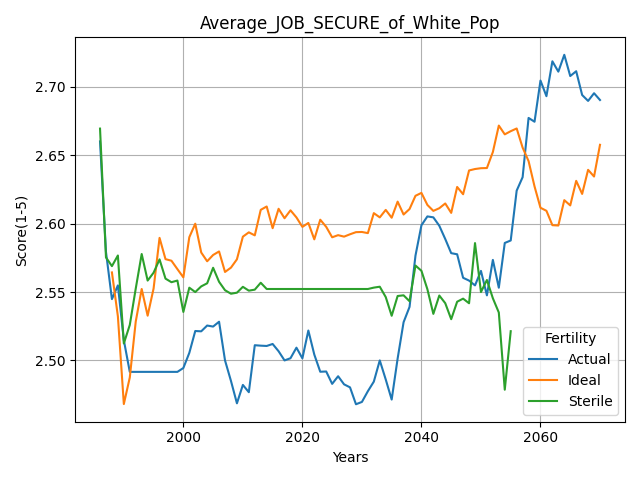 Average_JOB_SECURE_of_White_Pop
Score(1-5)
2.70
2.65
2.60
2.55
2.50
2000
2020
2040
2060
Years
Fertility
Actual
Ideal
Sterile